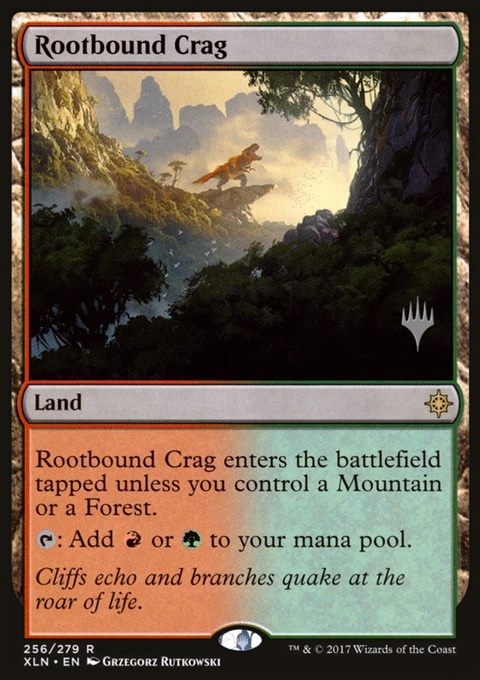 Rootbound Crag
Land
Rootbound Crag enters the battlefield
tapped unless you control a Mountain
or a Forest.
: Add or to your mana pool.
Cliffs echo and branches quake at the
roar of life.
256/279 R
XLN • EN Grzegorz Rutkowski
™ & © 2017 Wizards of the Coast